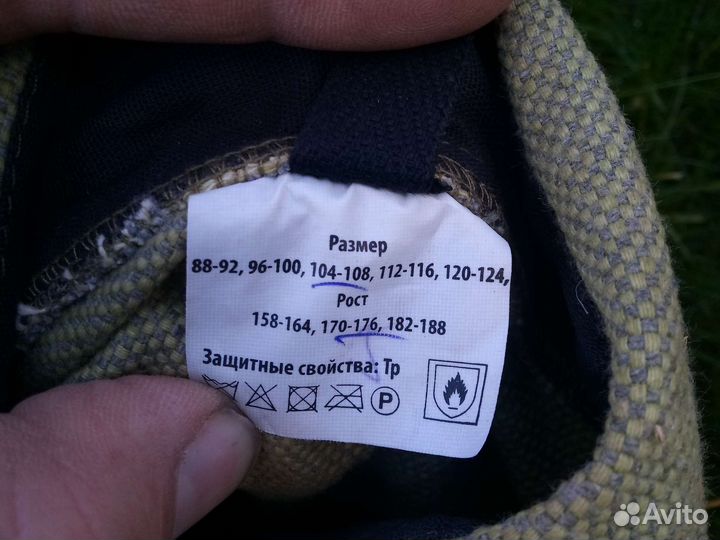 Размер
88-92, 96-100, 104-108, 112-116, 120-124,
Рост
158-164, 170-176, 182-188
Защитные свойства: Тр
P
Avito